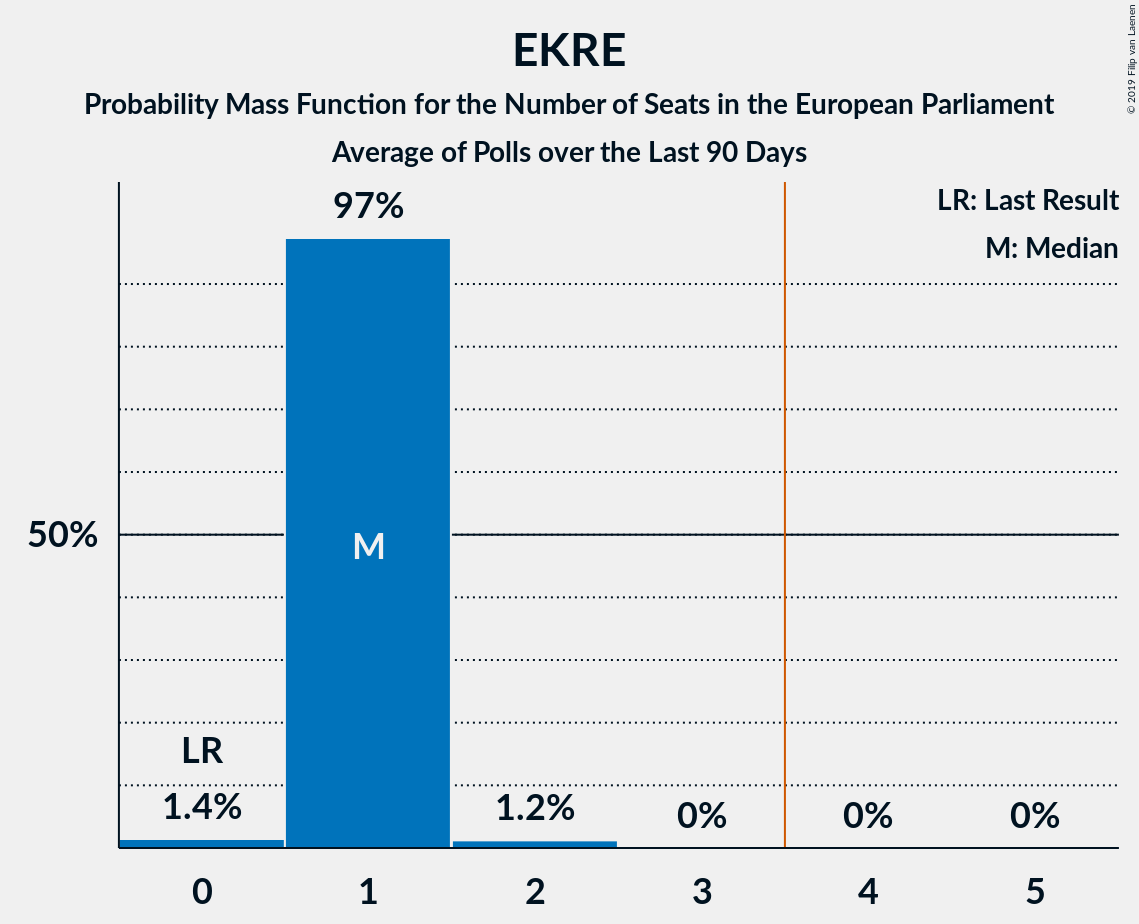 EKRE
Probability Mass Function for the Number of Seats in the European Parliament
Average of Polls over the Last 90 Days
© 2019 Filip van Laenen
LR: Last Result
M: Median
97%
50%
M
LR
1.4%
1.2%
0%
0%
0%
0
1
2
3
4
5